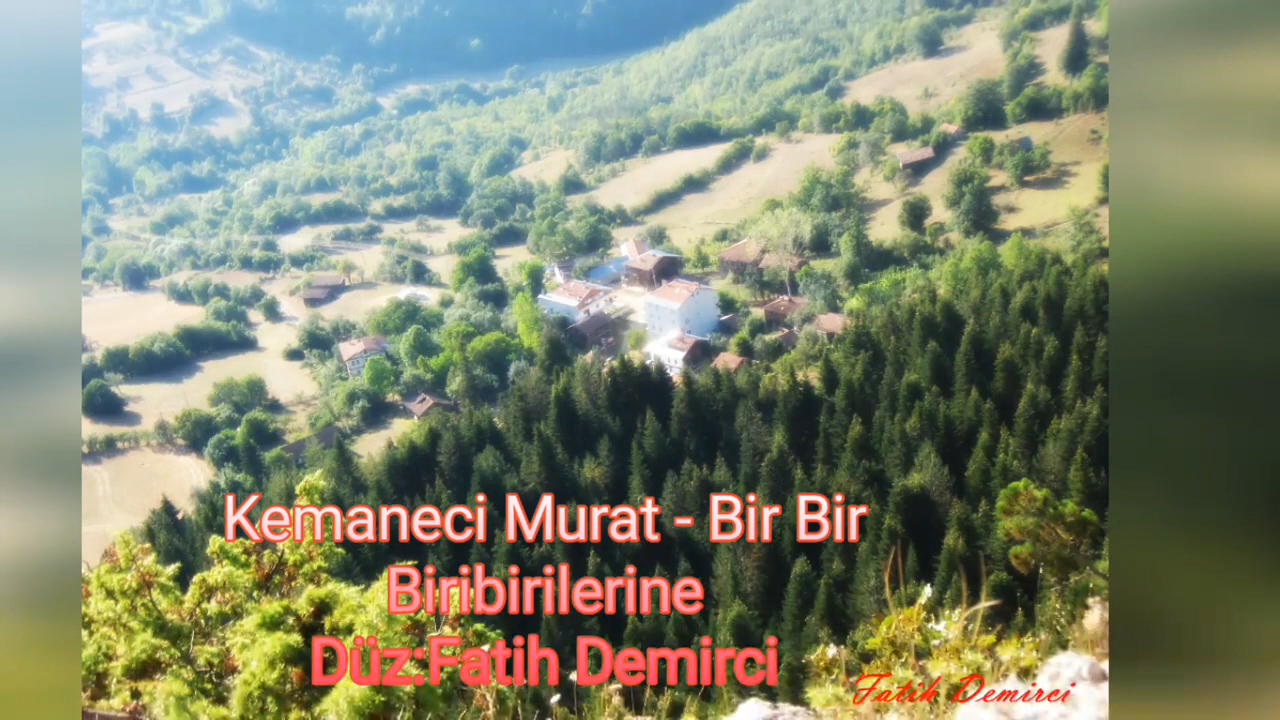 Kemaneci Murat - Bir Bir
Biribirilerine
Düz:Fatih Demirci
Fatih Demirci